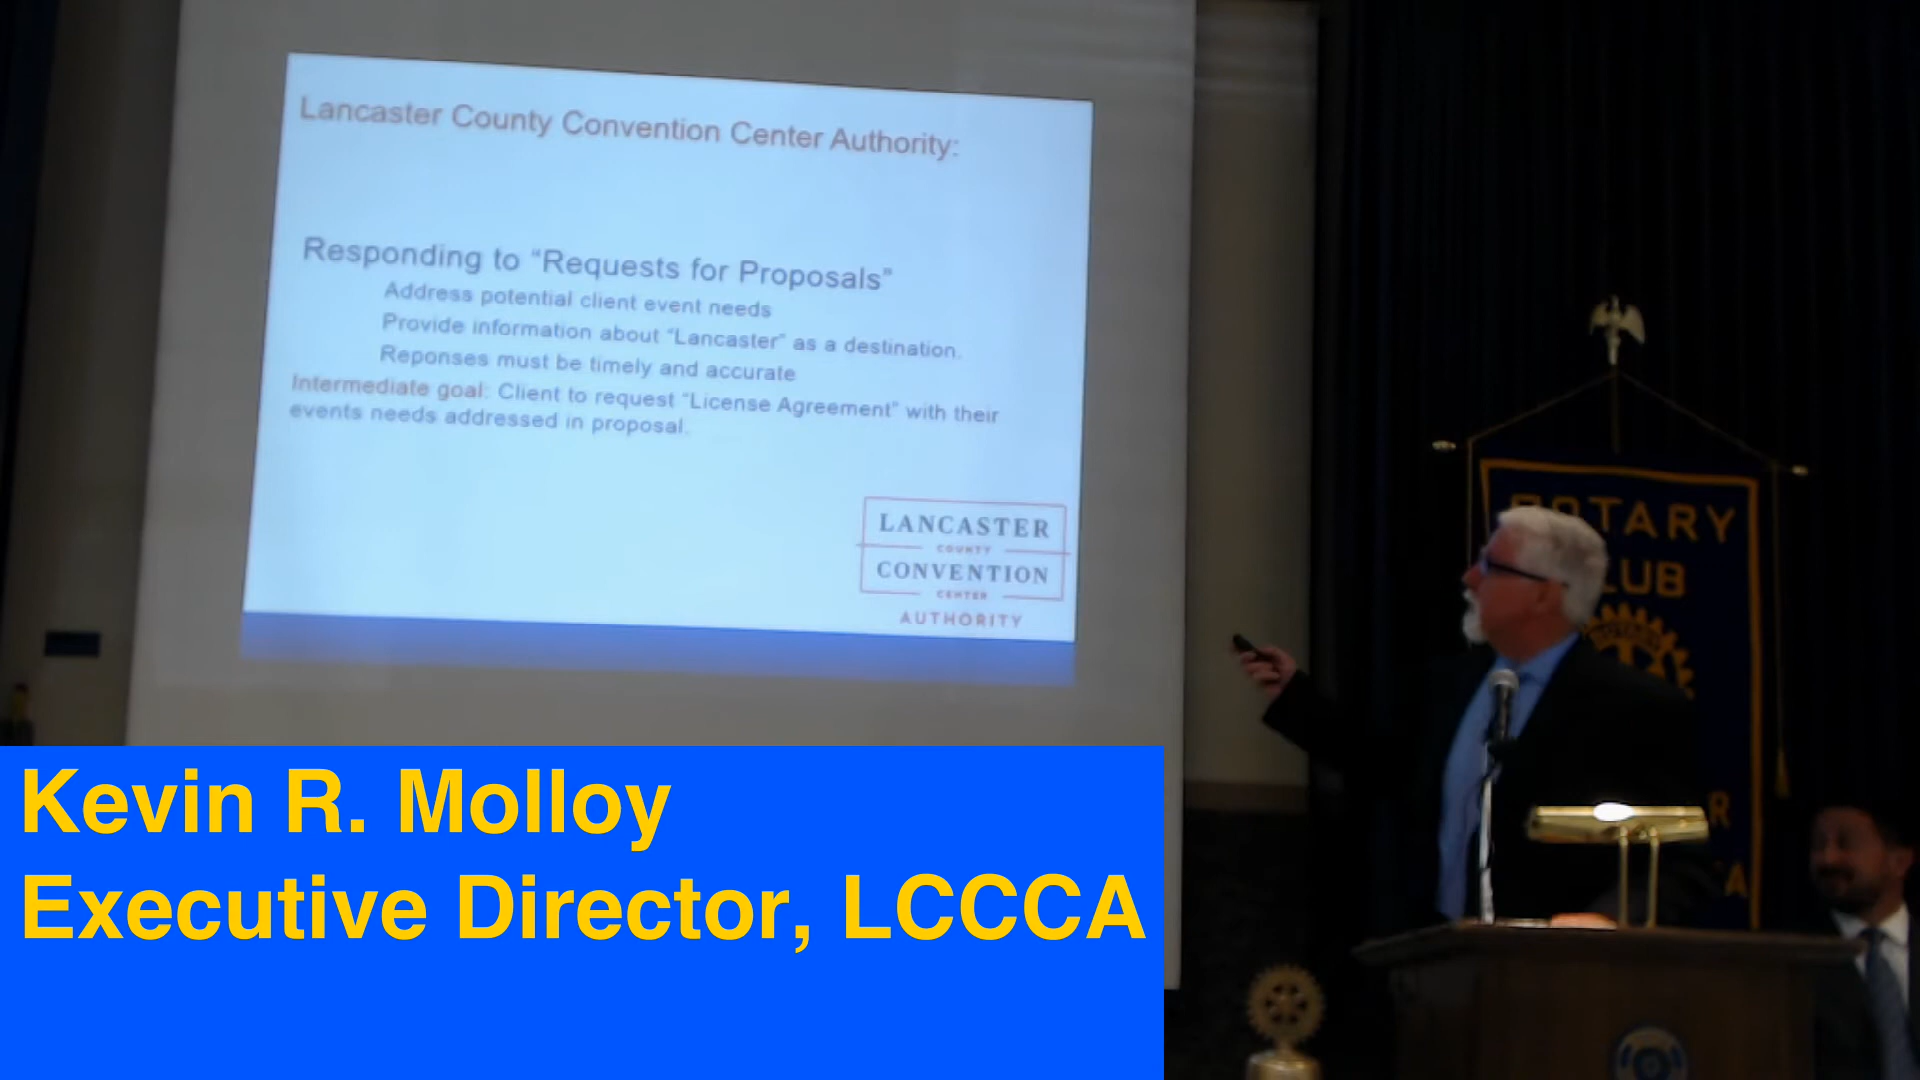 Lancaster County Convention Center Authority:
Responding to “Requests for Proposals”
Address potential client event needs
Provide information about “Lancaster” as a destination.
Reponses must be timely and accurate
Intermediate goal: Client to request “License Agreement” with their
events needs addressed in proposal.
LANCASTER
COUNTY
CONVENTION
CENTER
AUTHORITY
ROTARY
CLUB
Kevin R. Molloy
Executive Director, LCCCA